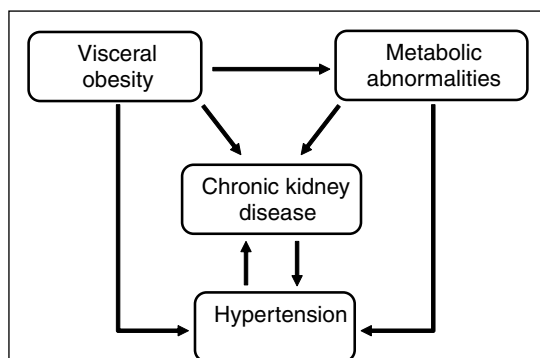 Visceral
obesity
Metabolic
abnormalities
Chronic kidney
disease
Hypertension